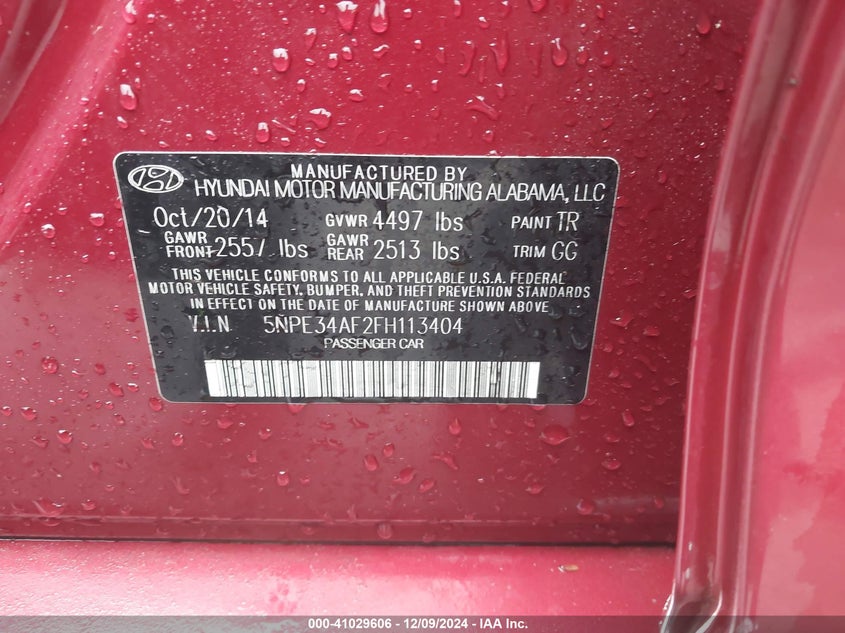 MANUFACTURED BY
HYUNDAI MOTOR MANUFACTURING ALABAMA, LLC
Oct/20/14 GVWR 4497 lbs PAINT TR
GAWR FRONT 2557 lbs GAWR REAR 2513 lbs TRIM GG
THIS VEHICLE CONFORMS TO ALL APPLICABLE U.S.A. FEDERAL
MOTOR VEHICLE SAFETY, BUMPER, AND THEFT PREVENTION STANDARDS
IN EFFECT ON THE DATE OF MANUFACTURE SHOWN ABOVE
V.I.N 5NPE34AF2FH113404
PASSENGER CAR
000-41029606 - 12/09/2024 - IAA Inc.